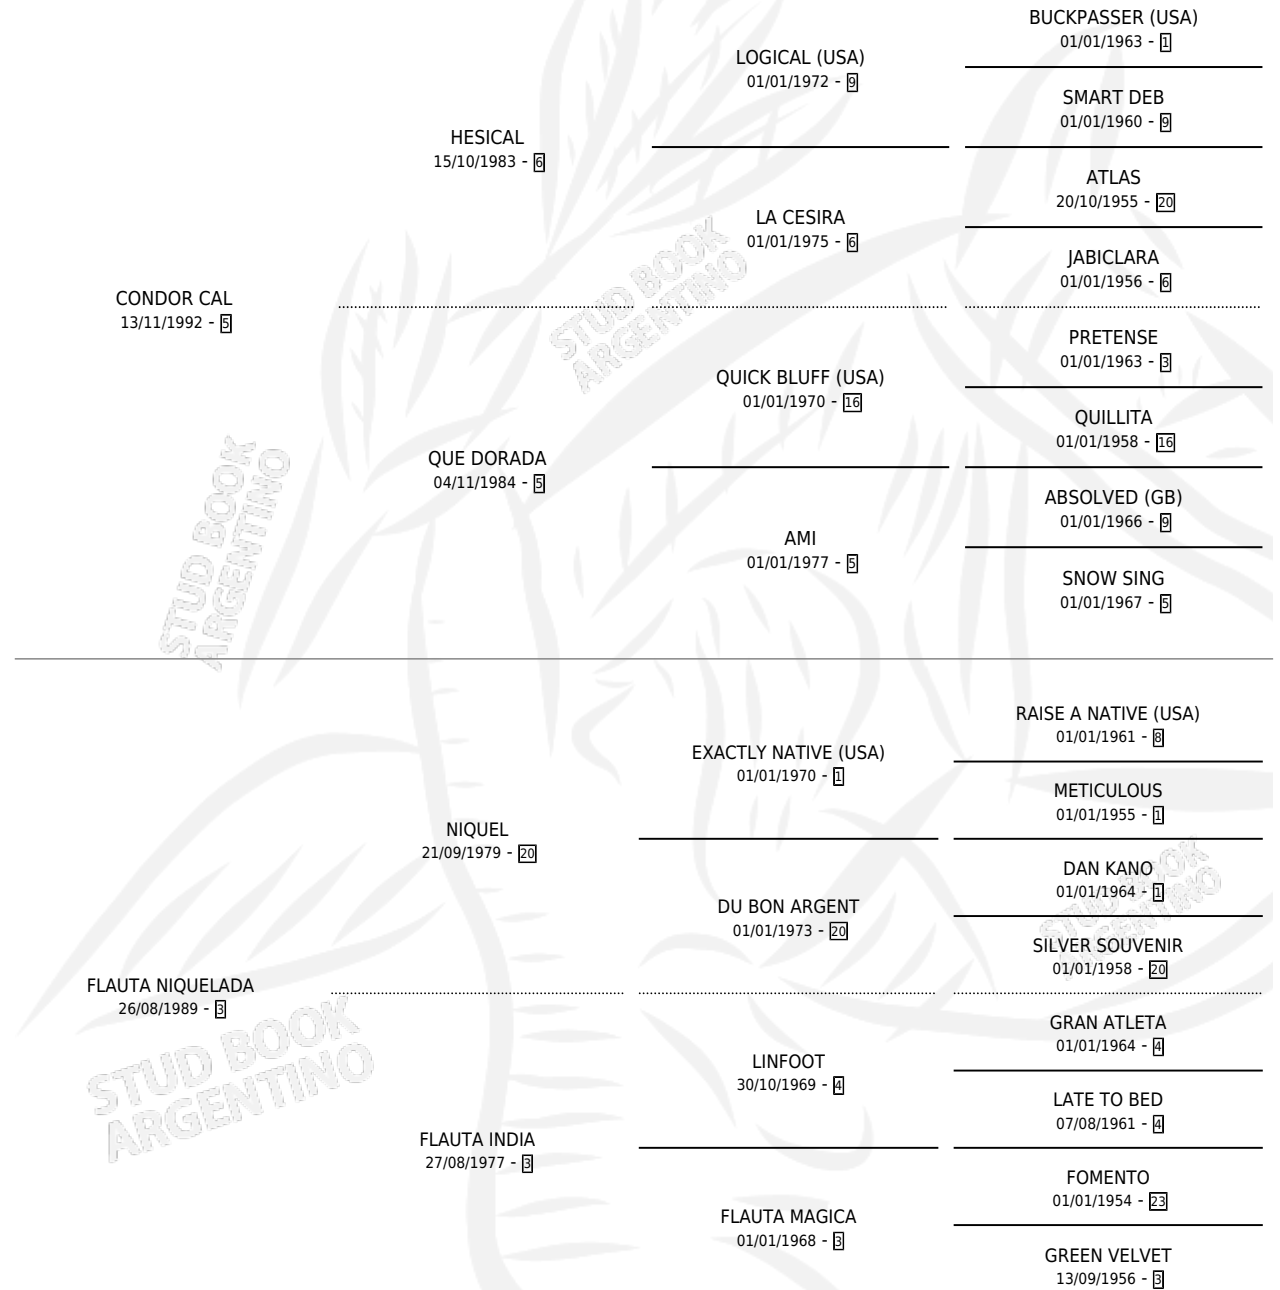 BUCKPASSER (USA)
01/01/1963 - 1
LOGICAL (USA)
01/01/1972 - 9
SMART DEB
01/01/1960 - 9
HESICAL
15/10/1983 - 6
ATLAS
20/10/1955 - 20
LA CESIRA
01/01/1975 - 6
JABICLARA
01/01/1956 - 6
CONDOR CAL
13/11/1992 - 5
PRETENSE
01/01/1963 - 3
QUICK BLUFF (USA)
01/01/1970 - 16
QUILLITA
01/01/1958 - 16
QUE DORADA
04/11/1984 - 5
ABSOLVED (GB)
01/01/1966 - 9
AMI
01/01/1977 - 5
SNOW SING
01/01/1967 - 5
RAISE A NATIVE (USA)
01/01/1961 - 8
EXACTLY NATIVE (USA)
01/01/1970 - 1
METICULOUS
01/01/1955 - 1
NIQUEL
21/09/1979 - 20
DAN KANO
01/01/1964 - 1
DU BON ARGENT
01/01/1973 - 20
SILVER SOUVENIR
01/01/1958 - 20
FLAUTA NIQUELADA
26/08/1989 - 3
GRAN ATLETA
01/01/1964 - 4
LINFOOT
30/10/1969 - 4
LATE TO BED
07/08/1961 - 4
FLAUTA INDIA
27/08/1977 - 3
FOMENTO
01/01/1954 - 23
FLAUTA MAGICA
01/01/1968 - 3
GREEN VELVET
13/09/1956 - 3
STUD BOOK
ARGENTINO
STUD BOOK
ARGENTINO
STUD BOOK
ARGENTINO
STUD BOOK
ARGENTINO